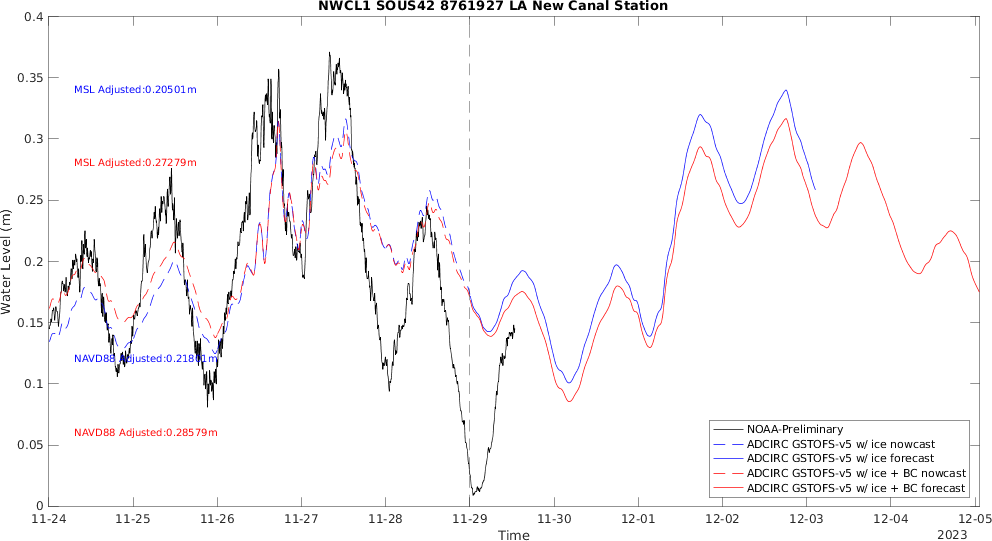 NWCL1 SOUS42 8761927 LA New Canal Station
0.4
0.35
0.3
0.25
0.2
0.15
0.1
0.05
0
Water Level (m)
MSL Adjusted:0.20501m
MSL Adjusted:0.27279m
NAVD88 Adjusted:0.21801m
NAVD88 Adjusted:0.28579m
NOAA-Preliminary
ADCIRC GSTOFS-v5 w/ ice nowcast
ADCIRC GSTOFS-v5 w/ ice forecast
ADCIRC GSTOFS-v5 w/ ice + BC nowcast
ADCIRC GSTOFS-v5 w/ ice + BC forecast
11-24 11-25 11-26 11-27 11-28 11-29 11-30 12-01 12-02 12-03 12-04 12-05
Time
2023